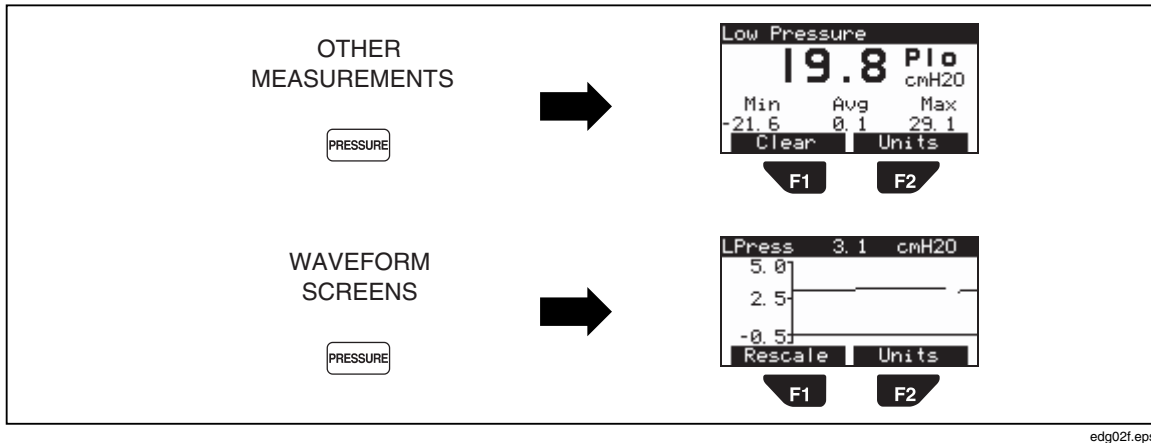 OTHER
MEASUREMENTS
PRESSURE
Low Pressure
19.8 Plo
cmH2O
Min Avg Max
-21.6 0.1 29.1
Clear Units
F1 F2
WAVEFORM
SCREENS
PRESSURE
LPress 3.1 cmH2O
5.0
2.5
-0.5
Rescale Units
F1 F2
edg02f.eps